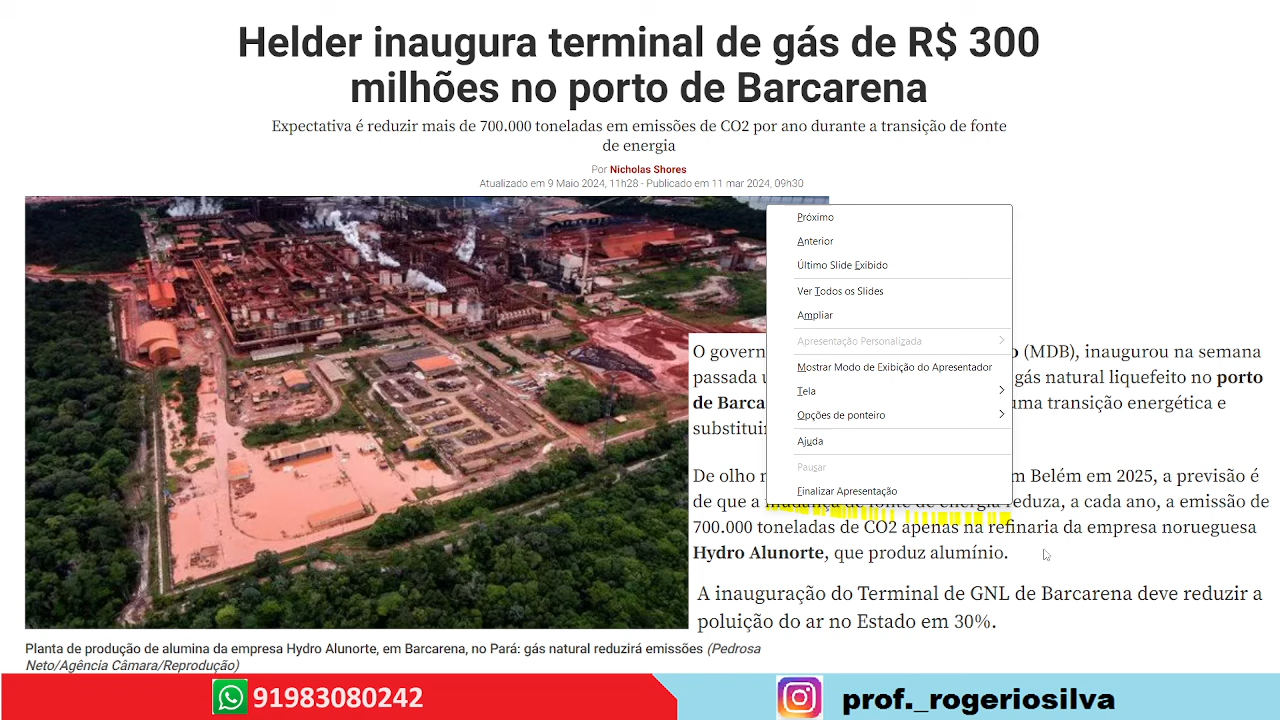 Helder inaugura terminal de gás de R$ 300
milhões no porto de Barcarena
Expectativa é reduzir mais de 700.000 toneladas em emissões de CO2 por ano durante a transição de fonte
de energia
Por Nicholas Shores
Atualizado em 9 Maio 2024, 11h28 - Publicado em 11 mar 2024, 09h30
Próximo
Anterior
Último Slide Exibido
Ver Todos os Slides
Ampliar
Apresentação Personalizada
Mostrar Modo de Exibição do Apresentador
Tela
Opções de ponteiro
Ajuda
Pausar
Finalizar Apresentação
O govern (MDB), inaugurou na semana
passada gás natural liquefeito no porto
de Barca uma transição energética e
substituir
De olho m Belém em 2025, a previsão é
de que a reduza, a cada ano, a emissão de
700.000 toneladas de CO2 apenas na refinaria da empresa norueguesa
Hydro Alunorte, que produz alumínio.
A inauguração do Terminal de GNL de Barcarena deve reduzir a
poluição do ar no Estado em 30%.
Planta de produção de alumina da empresa Hydro Alunorte, em Barcarena, no Pará: gás natural reduzirá emissões (Pedrosa
Neto/Agência Câmara/Reprodução)
91983080242
prof._rogeriosilva